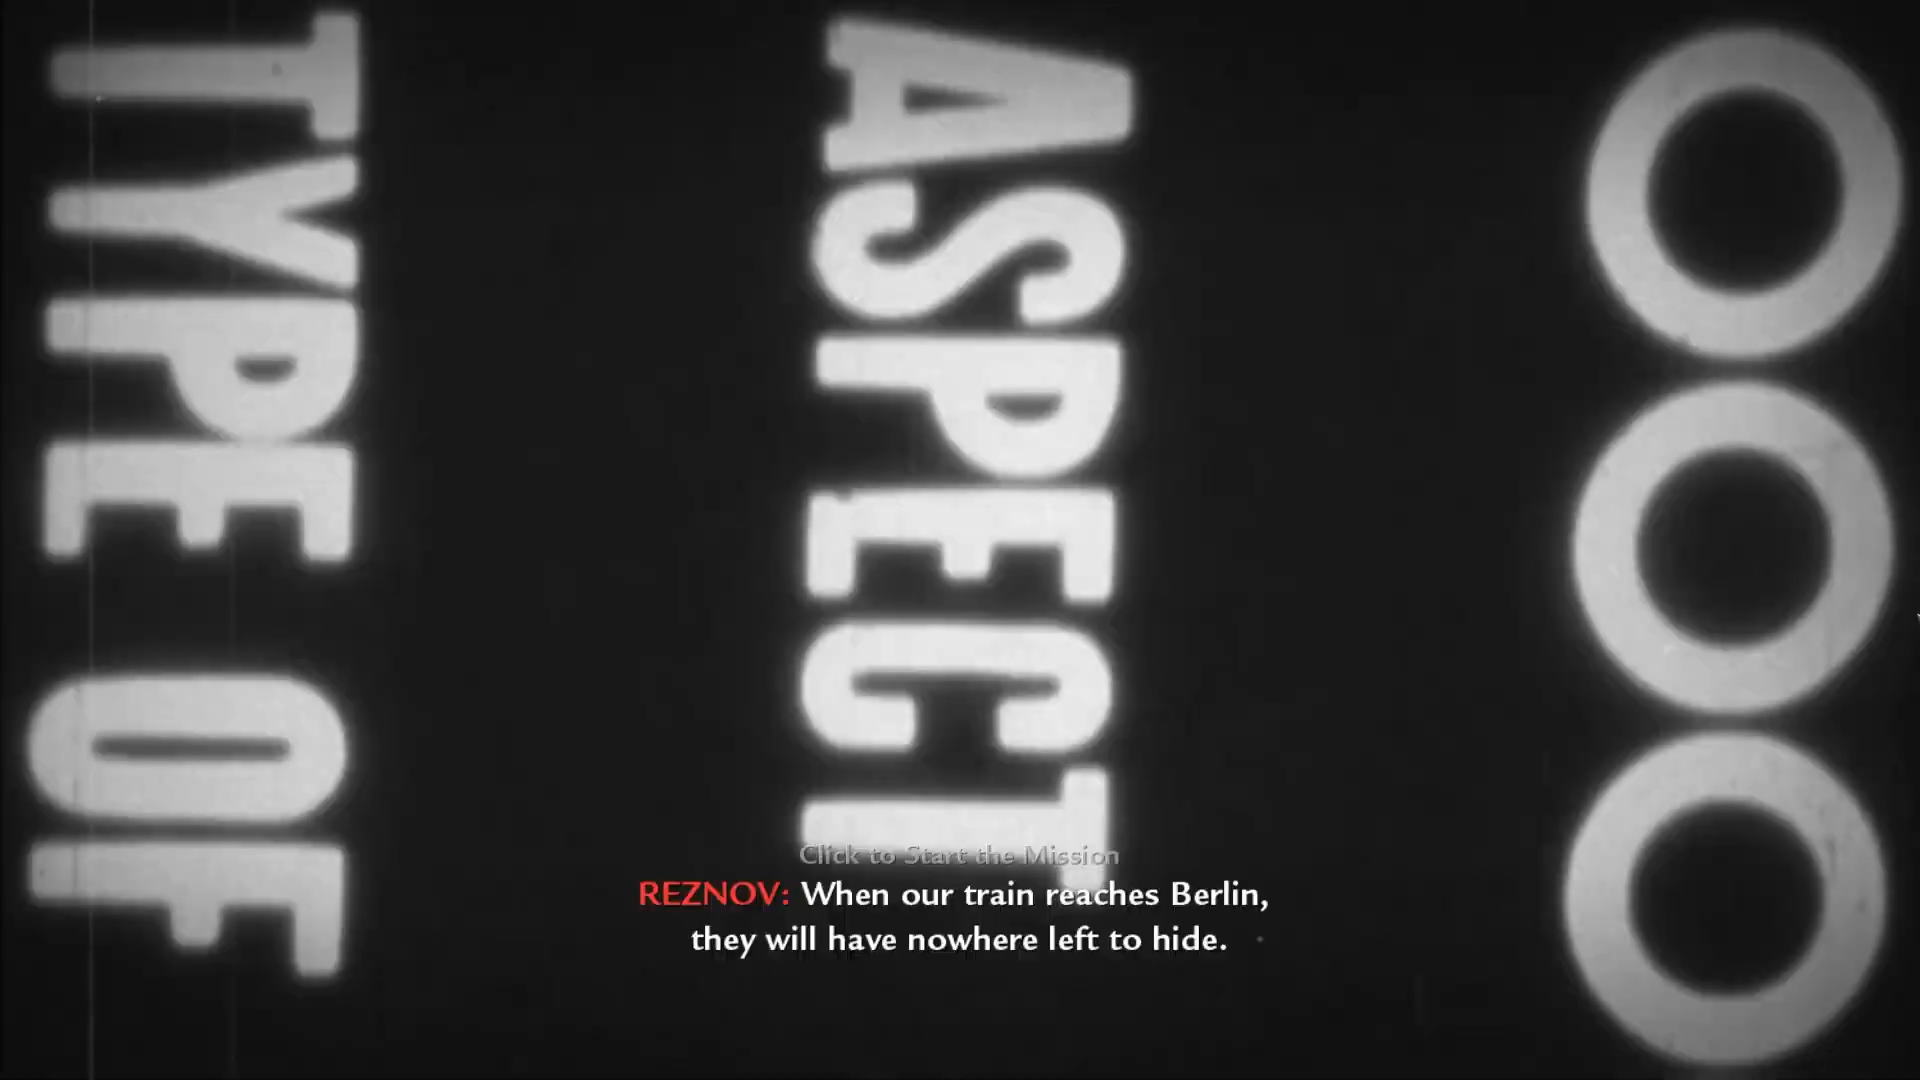 TYPE OF
ASPECT
OOO
Click to Start the Mission
REZNOV: When our train reaches Berlin,
they will have nowhere left to hide.